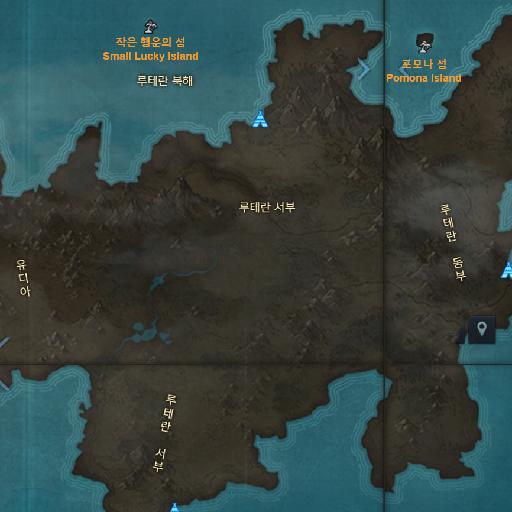 작은 행운의 섬
Small Lucky Island
루테란 북해
포모나 섬
Pomona Island
루테란 서부
루테란 동부
유디아
루테란 서부